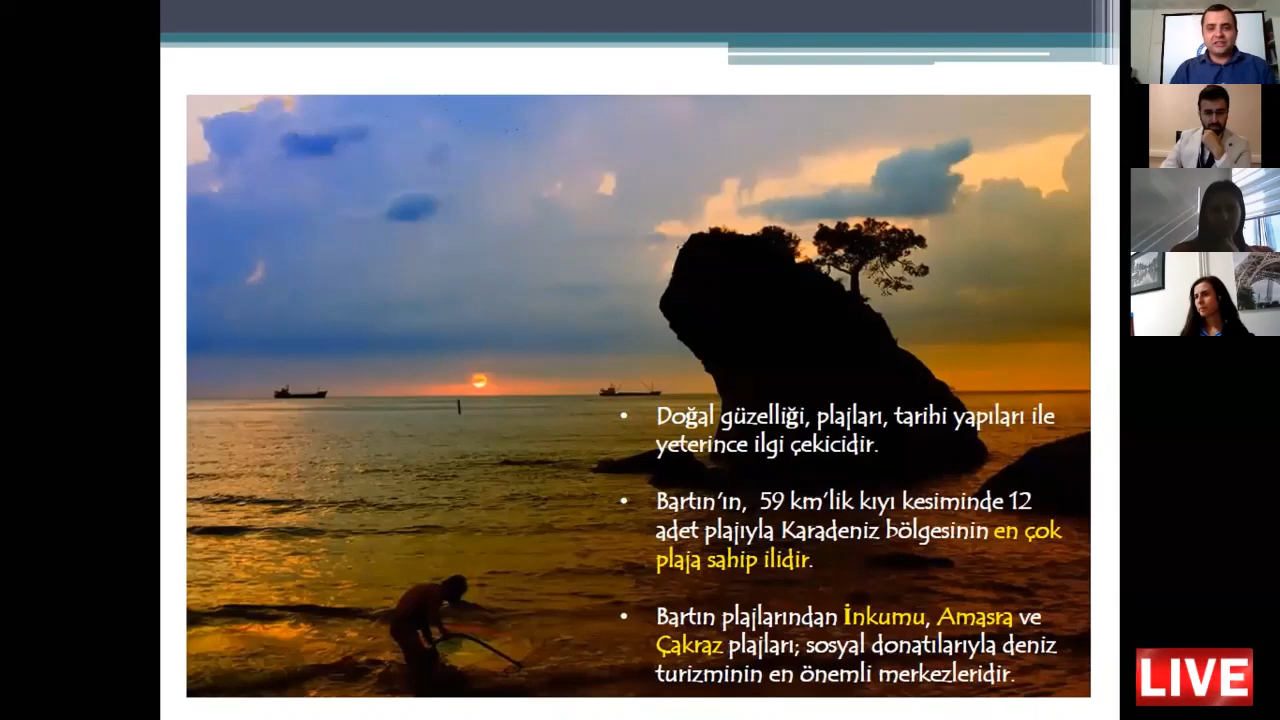 • Doğal güzelliği, plajları, tarihi yapıları ile
yeterince ilgi çekicidir.
• Bartın'ın, 59 km'lik kıyı kesiminde 12
adet plajıyla Karadeniz bölgesinin en çok
plaja sahip ilidir.
• Bartın plajlarından İnkumu, Amasra ve
Çakraz plajları; sosyal donatılarıyla deniz
turizminin en önemli merkezleridir.
LIVE